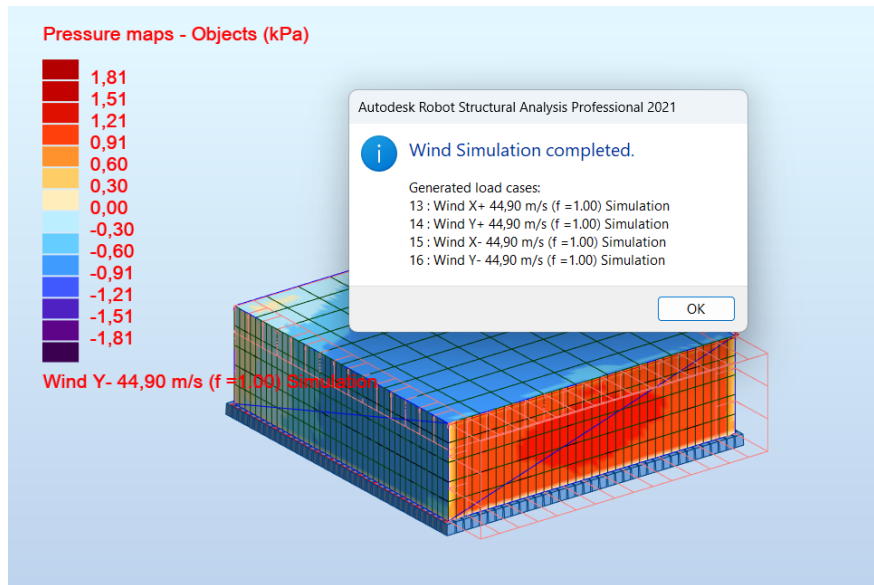 Pressure maps - Objects (kPa)
1,81
1,51
1,21
0,91
0,60
0,30
0,00
-0,30
-0,60
-0,91
-1,21
-1,51
-1,81
Wind Y- 44,90 m/s (f =1.00) Simulation
Autodesk Robot Structural Analysis Professional 2021
Wind Simulation completed.
Generated load cases:
13 : Wind X+ 44,90 m/s (f =1.00) Simulation
14 : Wind Y+ 44,90 m/s (f =1.00) Simulation
15 : Wind X- 44,90 m/s (f =1.00) Simulation
16 : Wind Y- 44,90 m/s (f =1.00) Simulation
OK